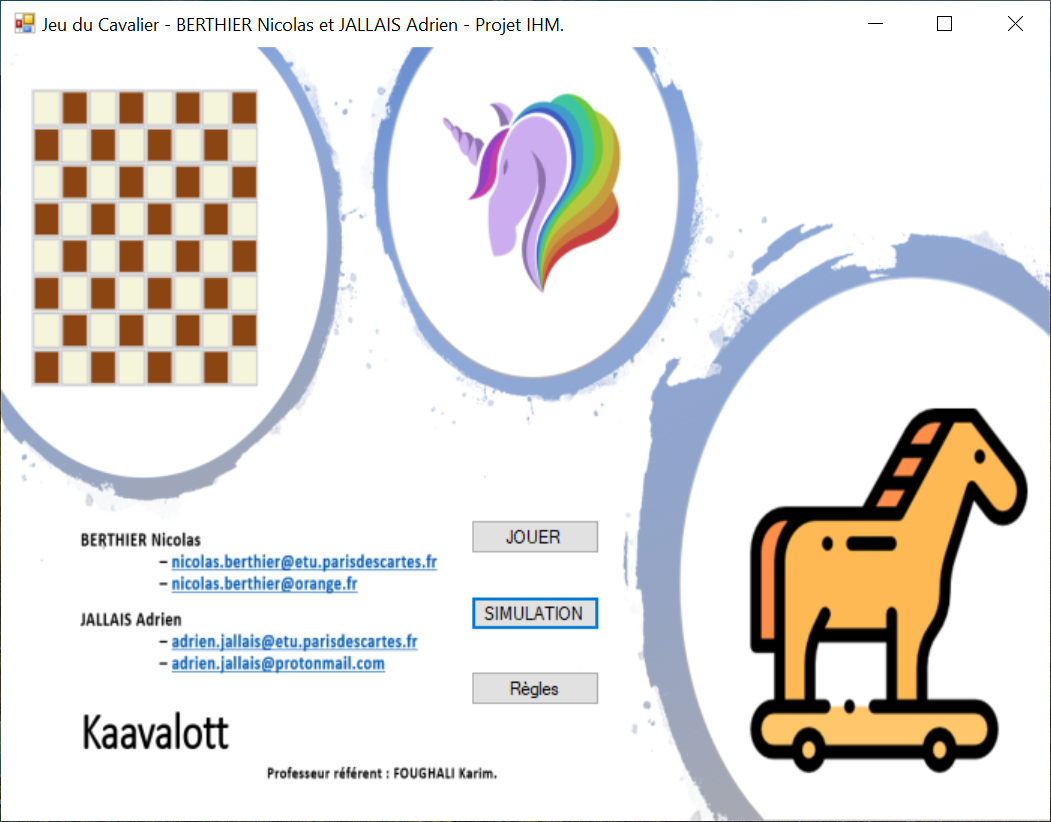 Jeu du Cavalier - BERTHIER Nicolas et JALLAIS Adrien - Projet IHM.
BERTHIER Nicolas
– nicolas.berthier@etu.parisdescartes.fr
– nicolas.berthier@orange.fr
JALLAIS Adrien
– adrien.jallais@etu.parisdescartes.fr
– adrien.jallais@protonmail.com
Kaavalott
Professeur référent : FOUGHALI Karim.
JOUER
SIMULATION
Règles